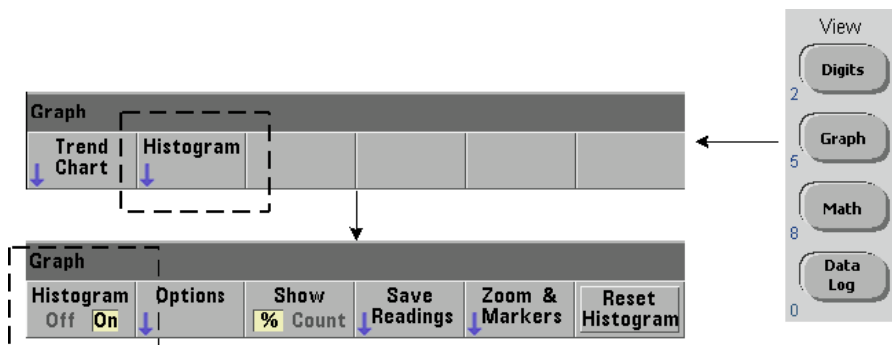 View
Digits
2
Graph
5
Math
8
Data
Log
0
Graph
Trend
Chart
Histogram
Graph
Histogram
Off On
Options
Show
% Count
Save
Readings
Zoom &
Markers
Reset
Histogram